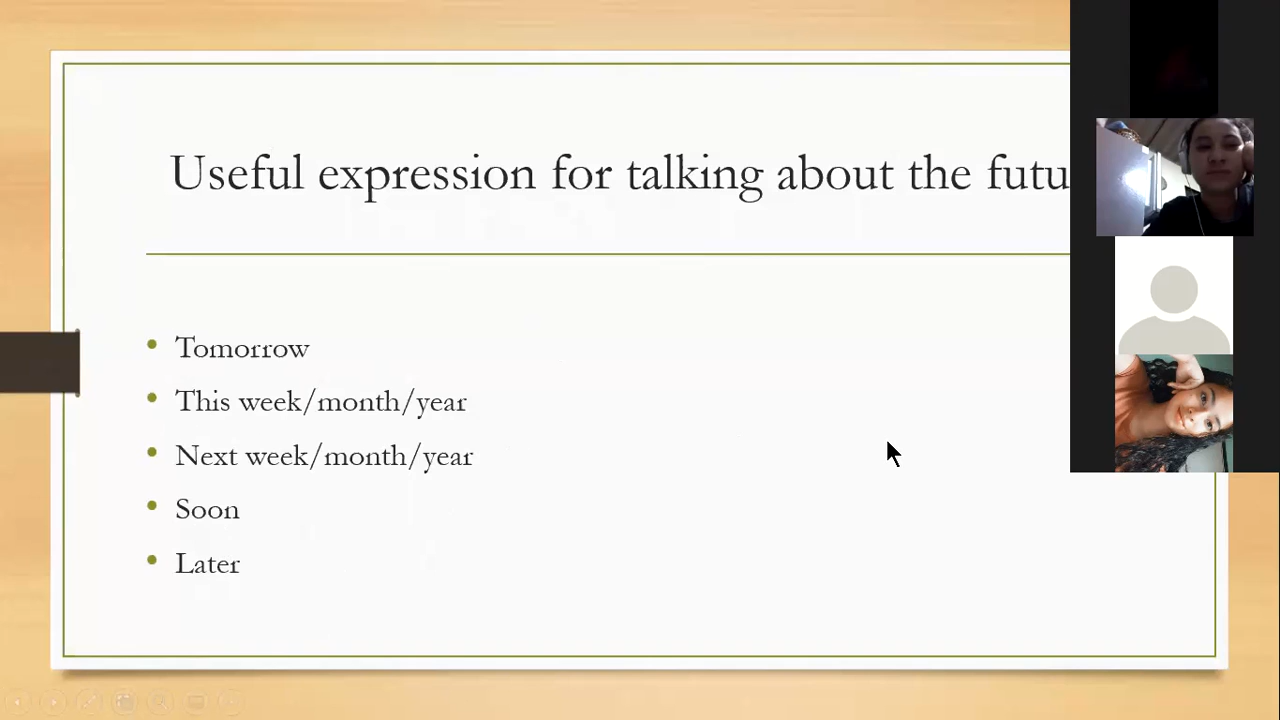 Useful expression for talking about the futu
Tomorrow
This week/month/year
Next week/month/year
Soon
Later